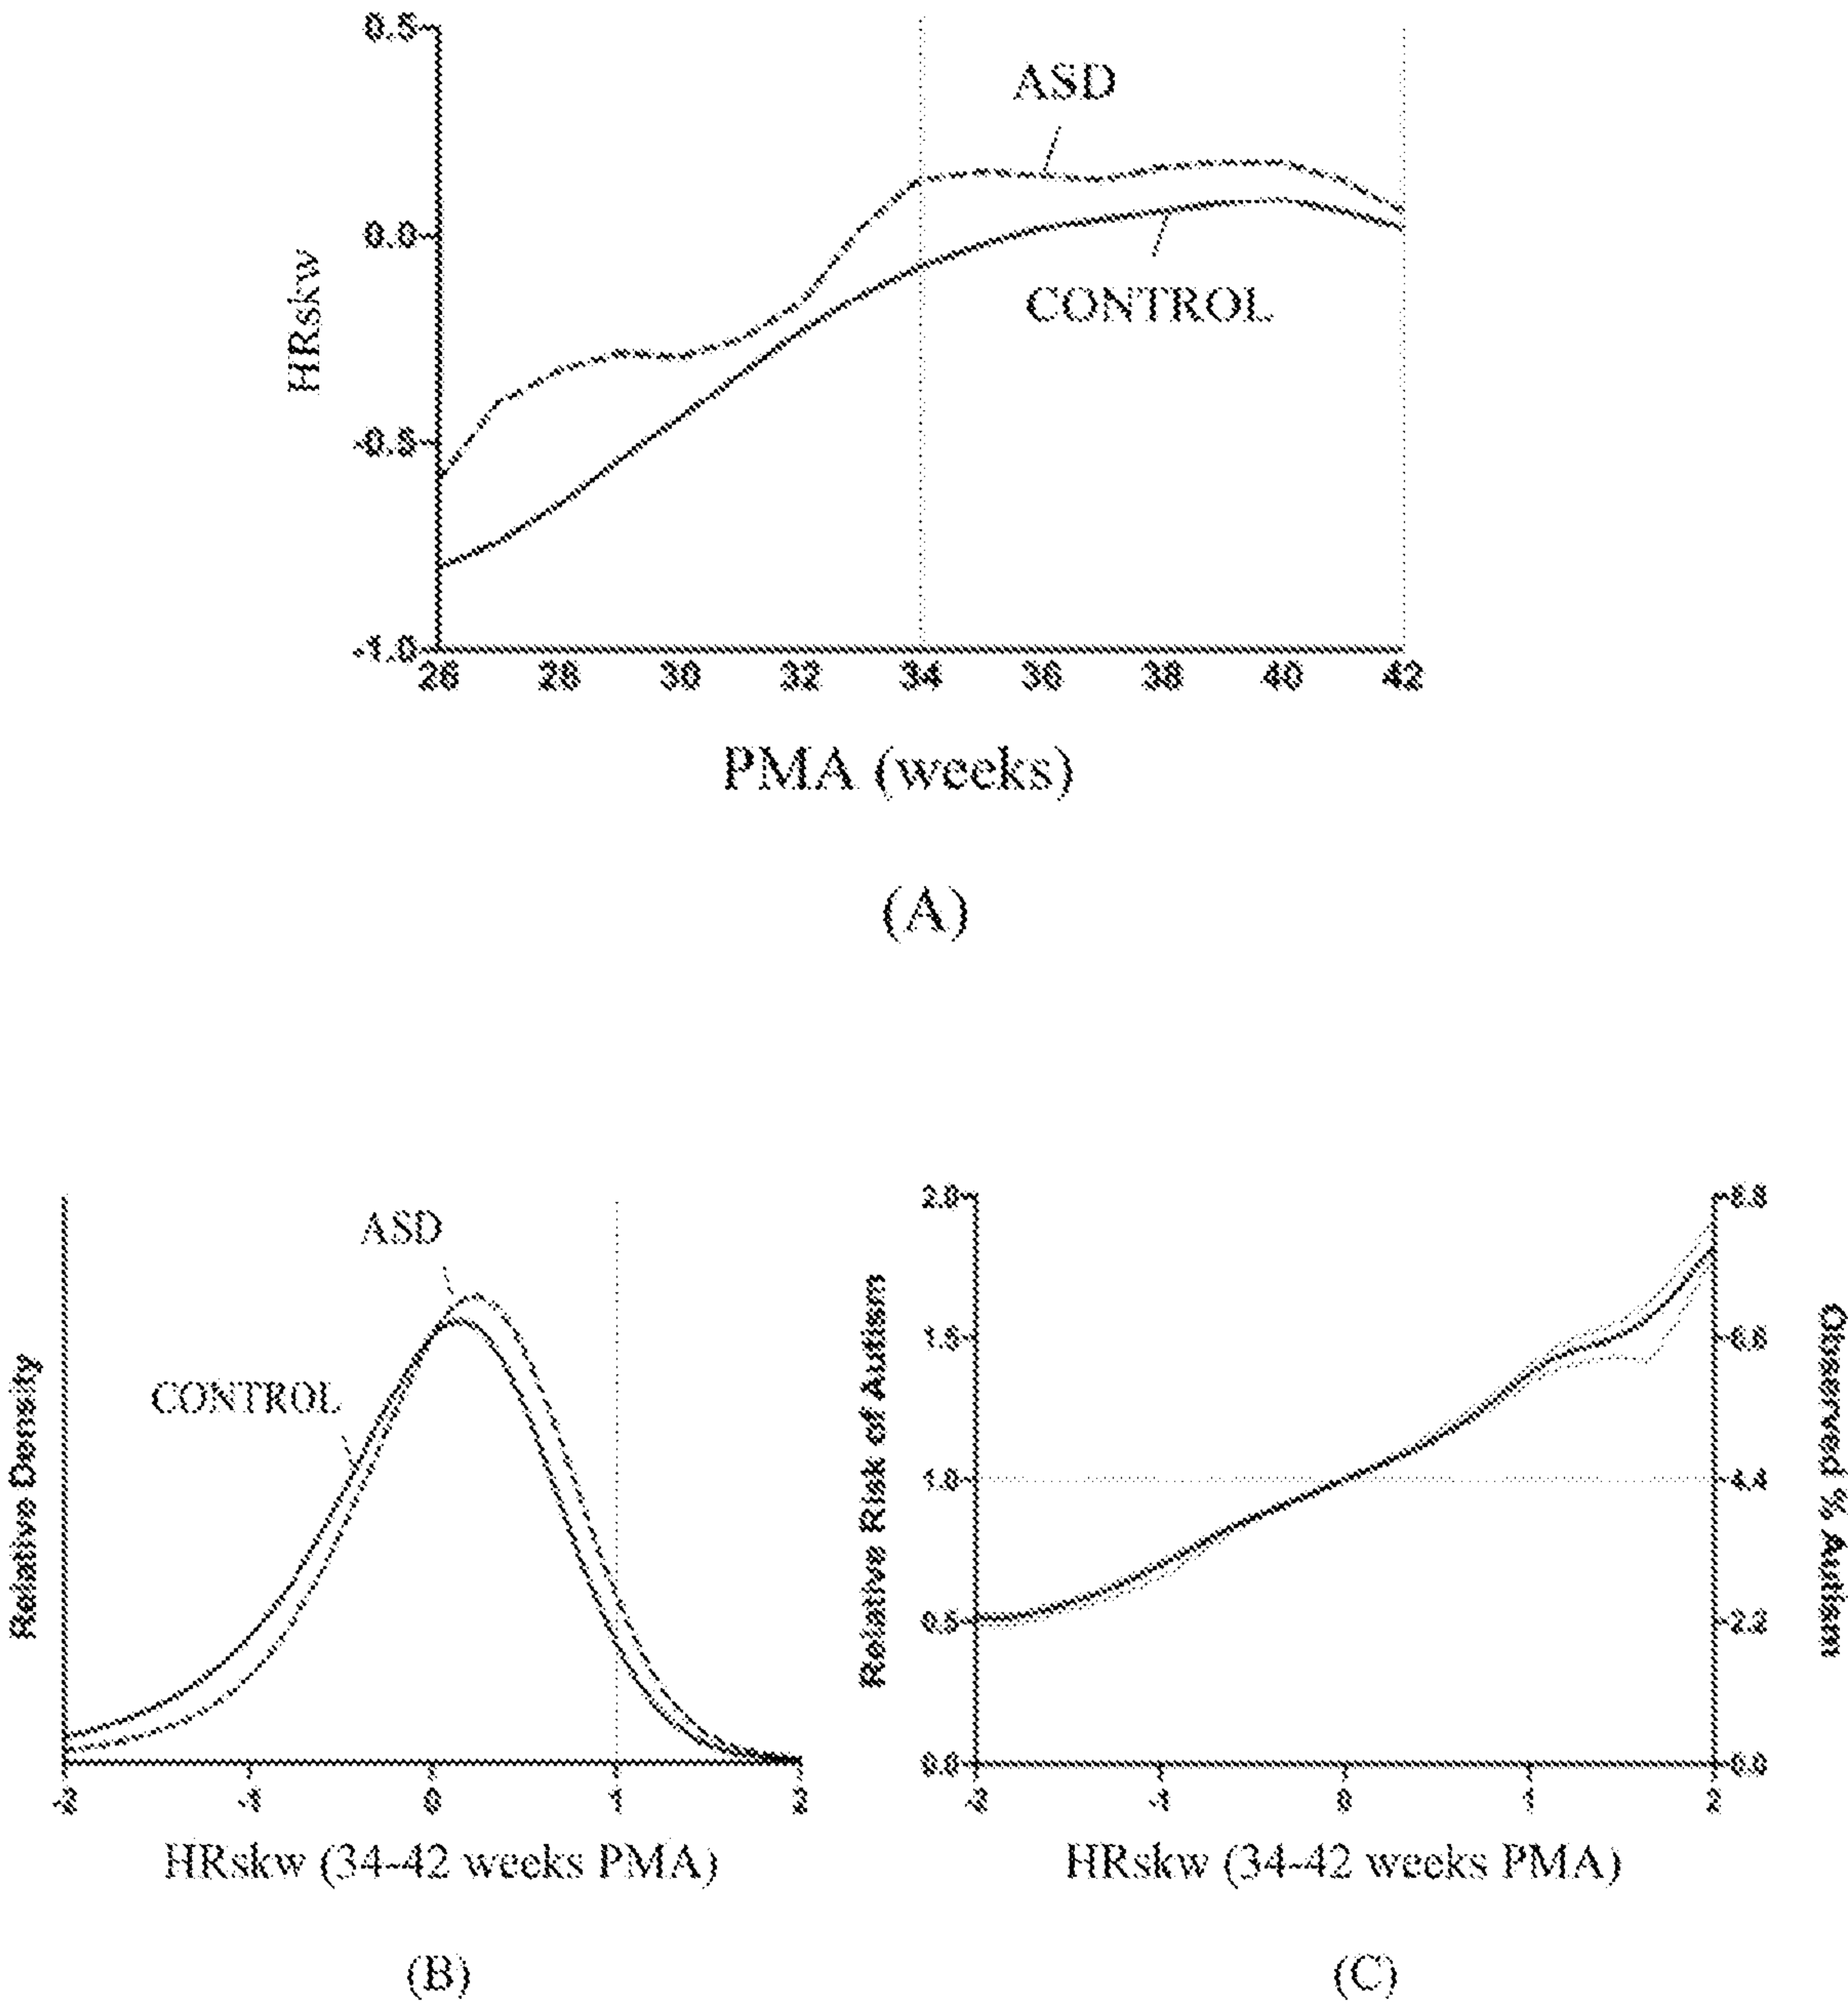 0.5
ASD
0.0
HRskw
CONTROL
-0.5
-1.0
26 28 30 32 34 36 38 40 42
PMA (weeks)
(A)
ASD
CONTROL
Relative Density
-2 -1 0 1 2
HRskw (34-42 weeks PMA)
(B)
2.0 8.8
1.5 6.6
Relative Risk of Autism
Observed % Autism
1.0 4.4
0.5 2.2
0.0 0.0
-2 -1 0 1 2
HRskw (34-42 weeks PMA)
(C)